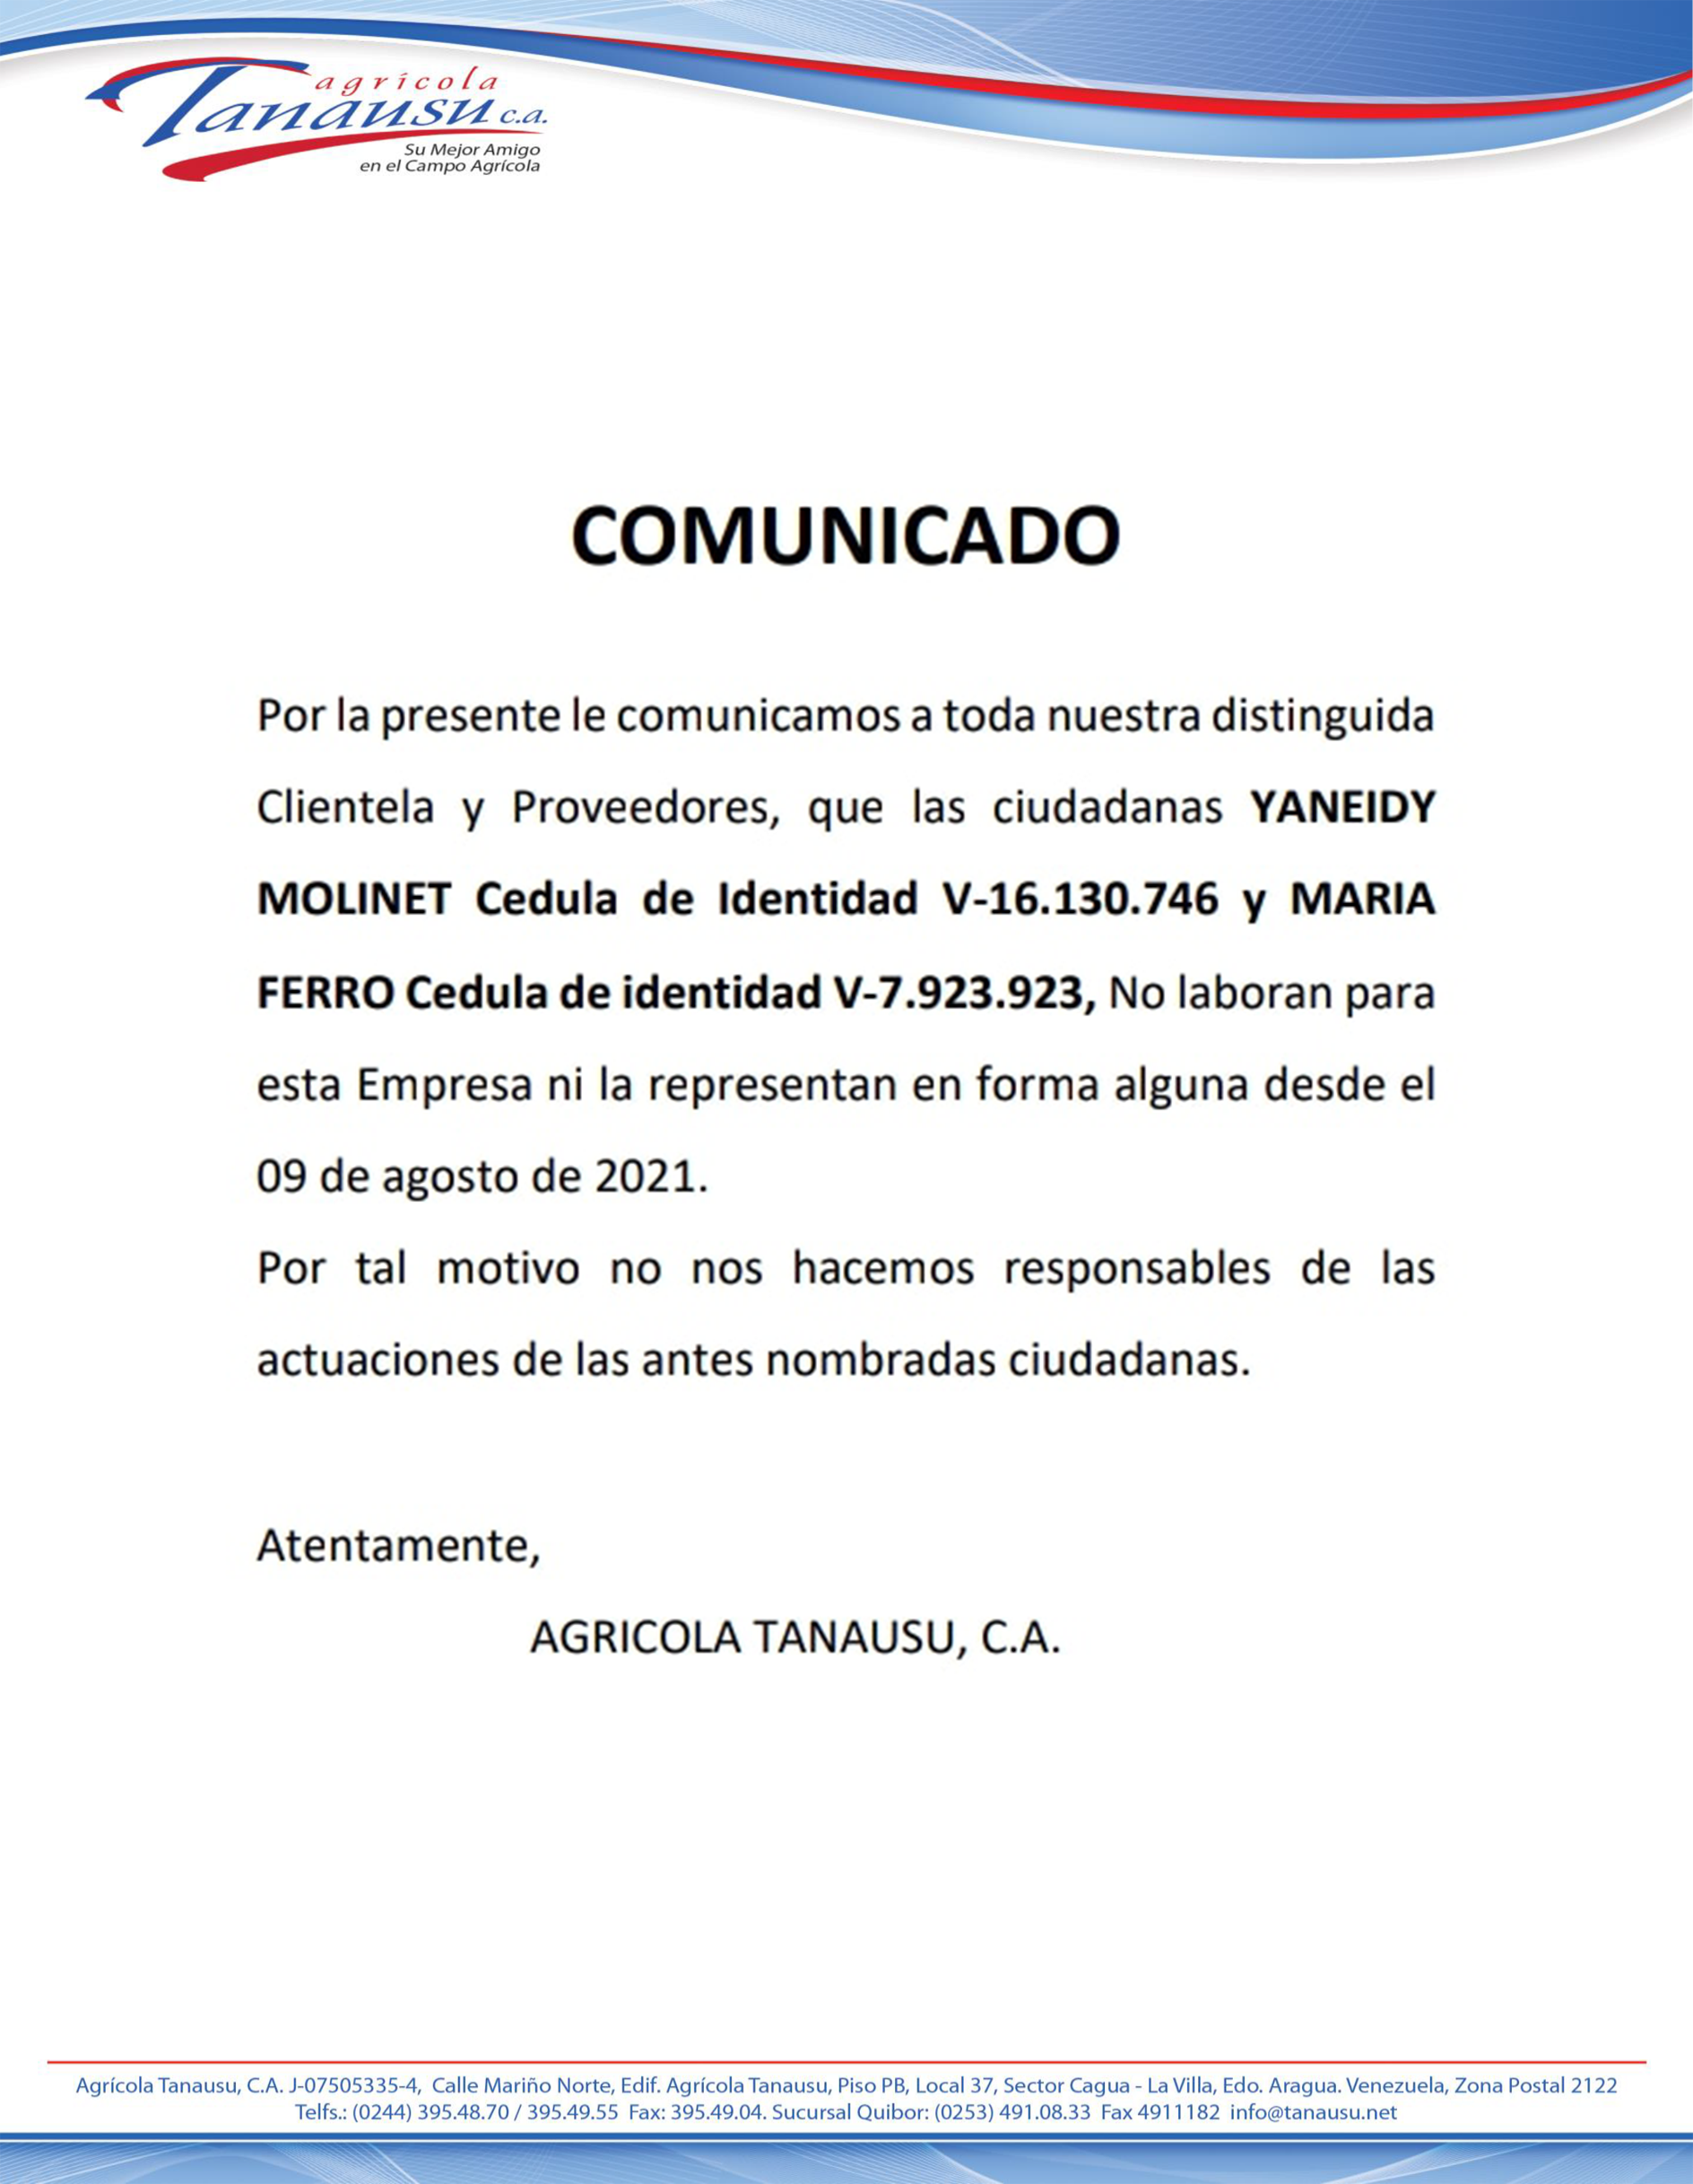 agrícola
Tanausu c.a.
Su Mejor Amigo
en el Campo Agrícola
COMUNICADO
Por la presente le comunicamos a toda nuestra distinguida
Clientela y Proveedores, que las ciudadanas YANEIDY
MOLINET Cedula de Identidad V-16.130.746 y MARIA
FERRO Cedula de identidad V-7.923.923, No laboran para
esta Empresa ni la representan en forma alguna desde el
09 de agosto de 2021.
Por tal motivo no nos hacemos responsables de las
actuaciones de las antes nombradas ciudadanas.
Atentamente,
AGRICOLA TANAUSU, C.A.
Agrícola Tanausu, C.A. J-07505335-4, Calle Mariño Norte, Edif. Agrícola Tanausu, Piso PB, Local 37, Sector Cagua - La Villa, Edo. Aragua. Venezuela, Zona Postal 2122
Telfs.: (0244) 395.48.70 / 395.49.55 Fax: 395.49.04. Sucursal Quibor: (0253) 491.08.33 Fax 4911182 info@tanausu.net